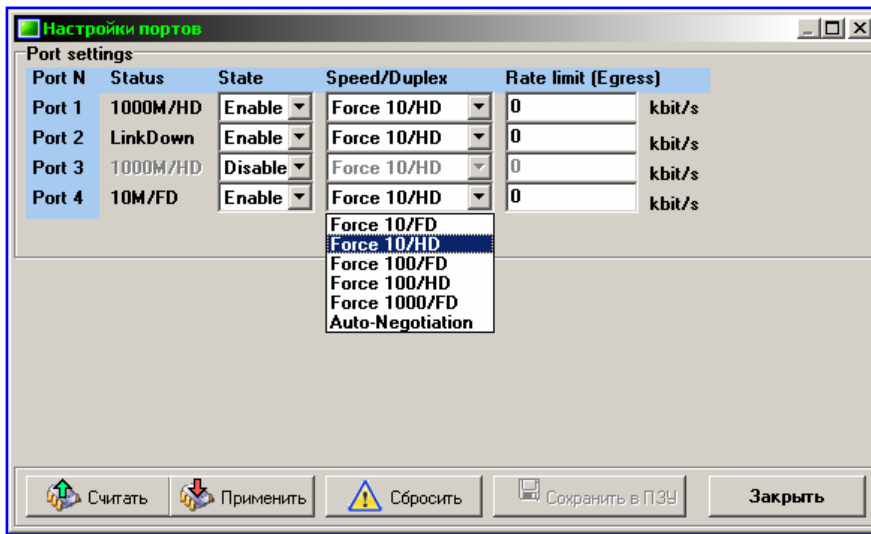 Настройки портов
Port settings
Port N Status State Speed/Duplex Rate limit (Egress)
Port 1 1000M/HD Enable Force 10/HD 0 kbit/s
Port 2 LinkDown Enable Force 10/HD 0 kbit/s
Port 3 1000M/HD Disable Force 10/HD 0 kbit/s
Port 4 10M/FD Enable Force 10/HD 0 kbit/s
Force 10/FD
Force 10/HD
Force 100/FD
Force 100/HD
Force 1000/FD
Auto-Negotiation
Считать Применить Сбросить Сохранить в ПЗУ Закрыть